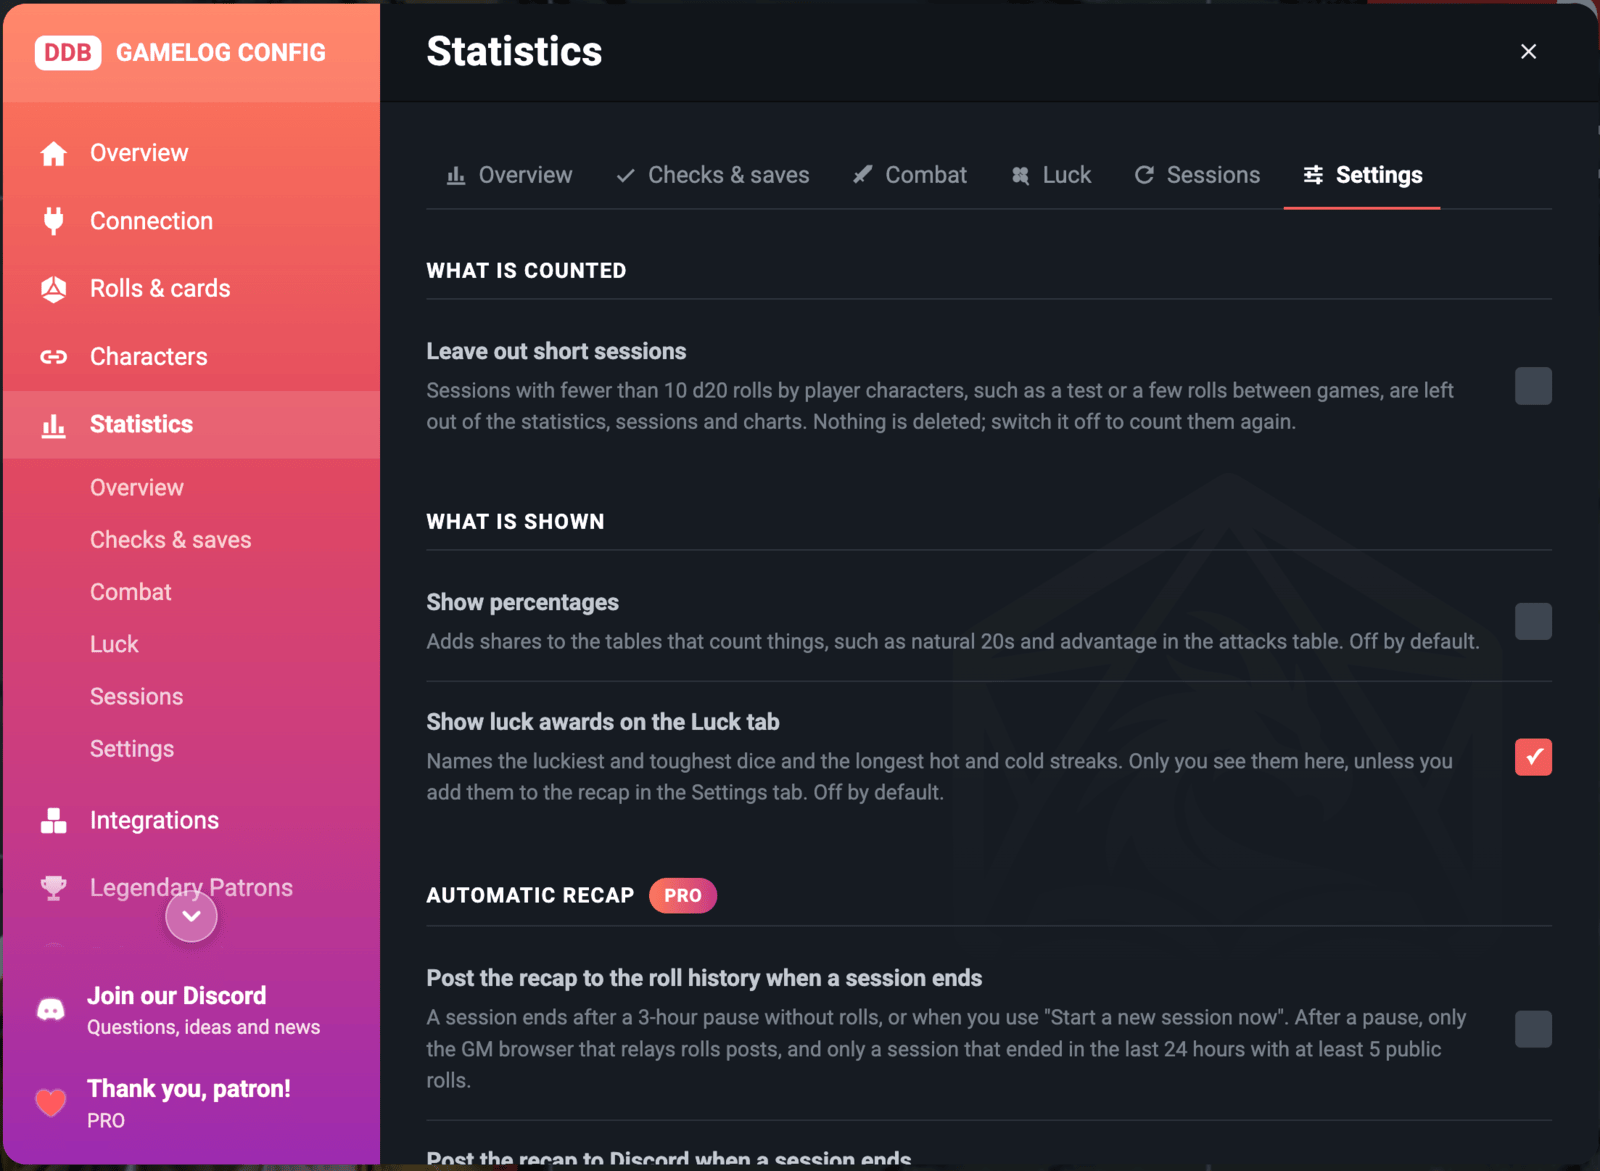 DDB GAMELOG CONFIG
Overview
Connection
Rolls & cards
Characters
Statistics
Overview
Checks & saves
Combat
Luck
Sessions
Settings
Integrations
Legendary Patrons
Join our Discord
Questions, ideas and news
Thank you, patron!
PRO
Statistics
Overview Checks & saves Combat Luck Sessions Settings
WHAT IS COUNTED
Leave out short sessions
Sessions with fewer than 10 d20 rolls by player characters, such as a test or a few rolls between games, are left
out of the statistics, sessions and charts. Nothing is deleted; switch it off to count them again.
WHAT IS SHOWN
Show percentages
Adds shares to the tables that count things, such as natural 20s and advantage in the attacks table. Off by default.
Show luck awards on the Luck tab
Names the luckiest and toughest dice and the longest hot and cold streaks. Only you see them here, unless you
add them to the recap in the Settings tab. Off by default.
AUTOMATIC RECAP PRO
Post the recap to the roll history when a session ends
A session ends after a 3-hour pause without rolls, or when you use "Start a new session now". After a pause, only
the GM browser that relays rolls posts, and only a session that ended in the last 24 hours with at least 5 public
rolls.
Post the recap to Discord when a session ends